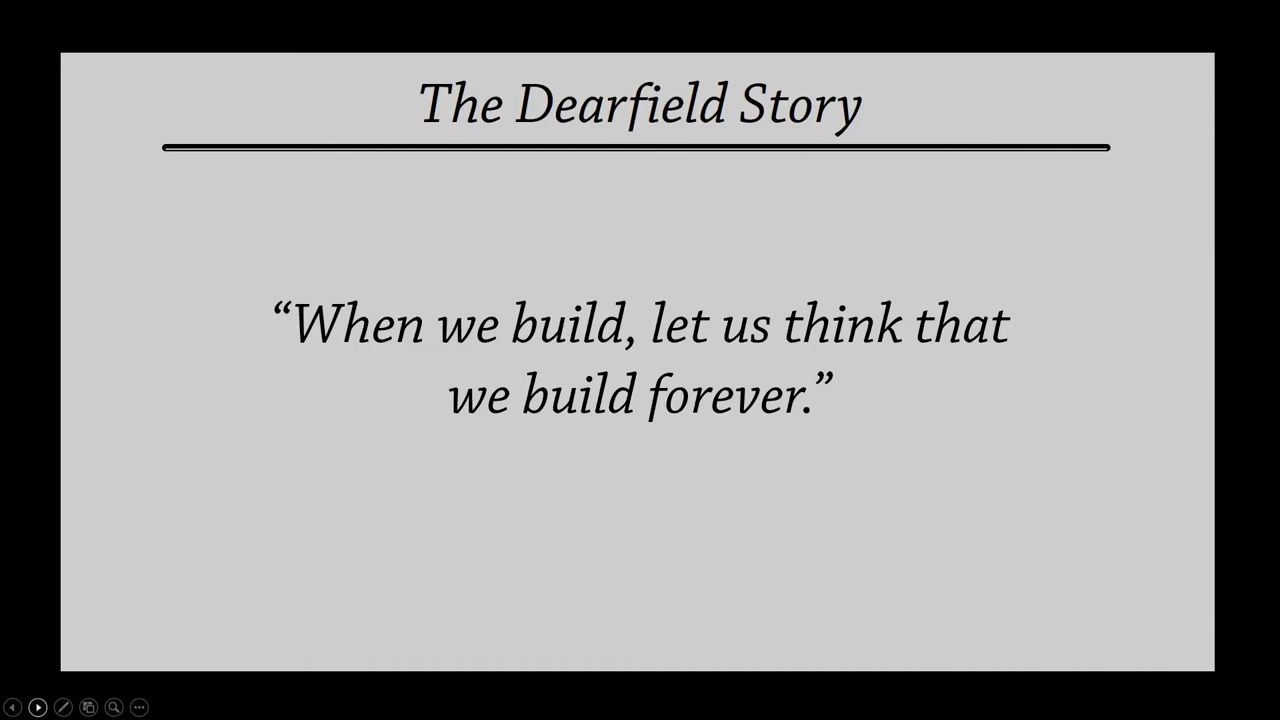 The Dearfield Story
“When we build, let us think that
we build forever.”